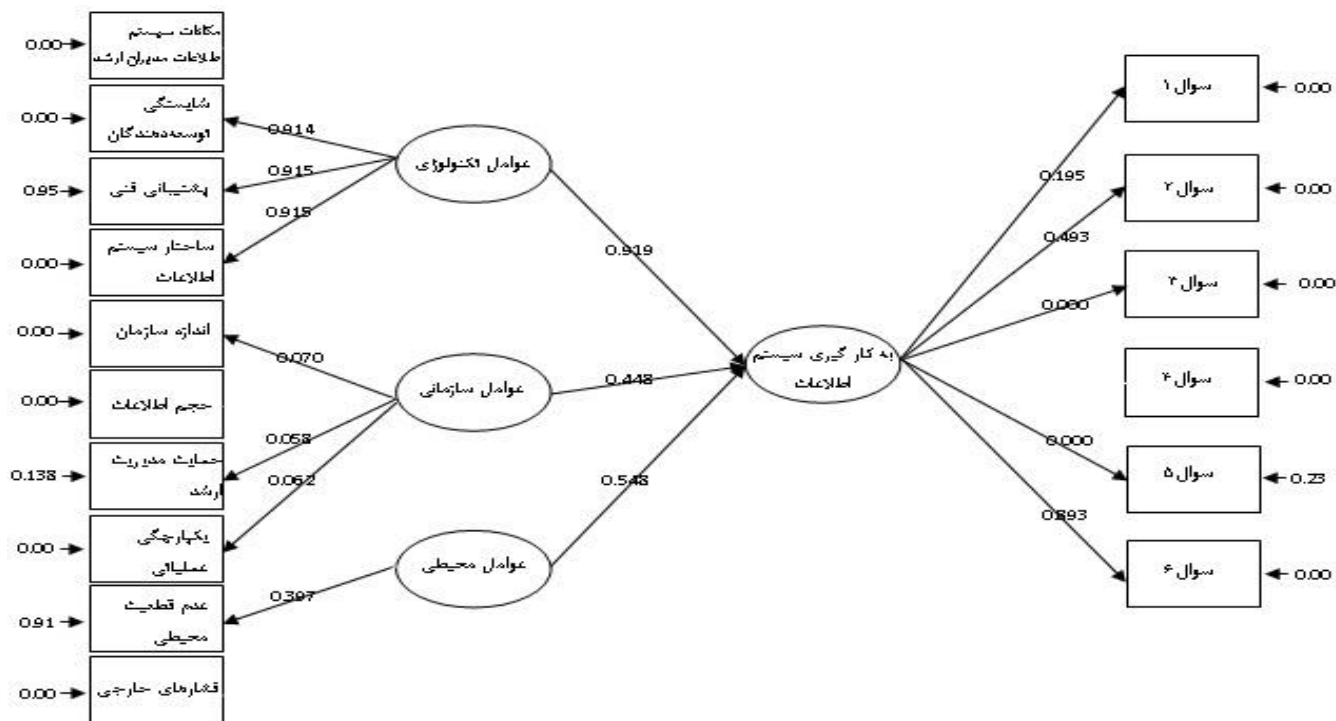 مکانات سیستم
طلاعات مدیران ارشد
0.00
شایستگی
توسعه‌دهندگان
0.00
پشتیبانی فنی
0.95
ساختار سیستم
اطلاعات
0.00
اندازه سازمان
0.00
حجم اطلاعات
0.00
حمایت مدیریت
ارشد
0.138
یکپارچگی
عملیاتی
0.00
عدم قطعیت
محیطی
0.91
فشارهای خارجی
0.00
0.914
0.915
0.915
0.070
0.058
0.062
0.397
عوامل تکنولوژی
عوامل سازمانی
عوامل محیطی
0.919
0.448
0.548
به کار گیری سیستم
اطلاعات
0.195
0.493
0.000
0.000
0.893
سوال ۱
0.00
سوال ۲
0.00
سوال ۳
0.00
سوال ۴
0.00
سوال ۵
0.23
سوال ۶
0.00